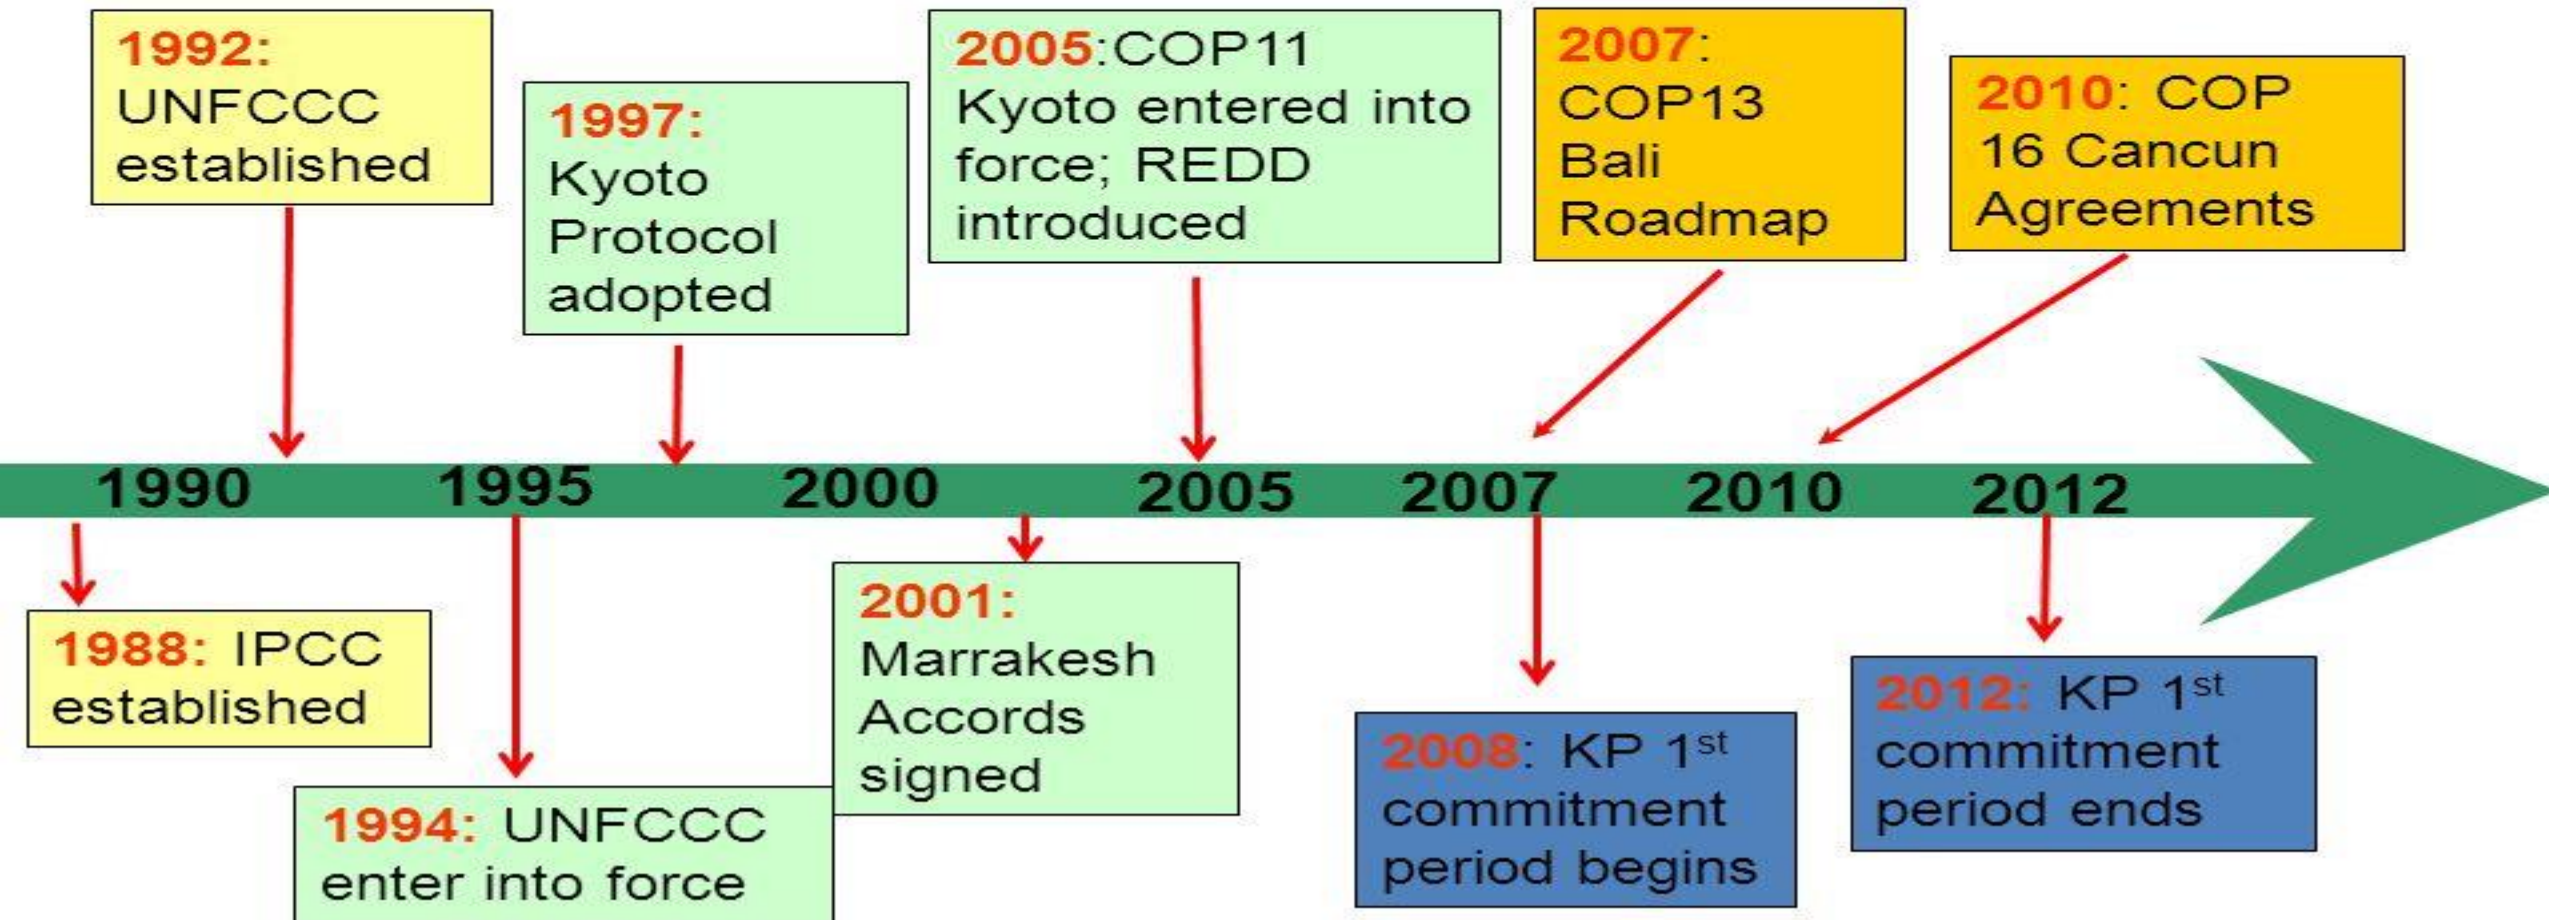 1992:
UNFCCC
established
1997:
Kyoto
Protocol
adopted
2005:COP11
Kyoto entered into
force; REDD
introduced
2007:
COP13
Bali
Roadmap
2010: COP
16 Cancun
Agreements
1990 1995 2000 2005 2007 2010 2012
1988: IPCC
established
1994: UNFCCC
enter into force
2001:
Marrakesh
Accords
signed
2008: KP 1st
commitment
period begins
2012: KP 1st
commitment
period ends